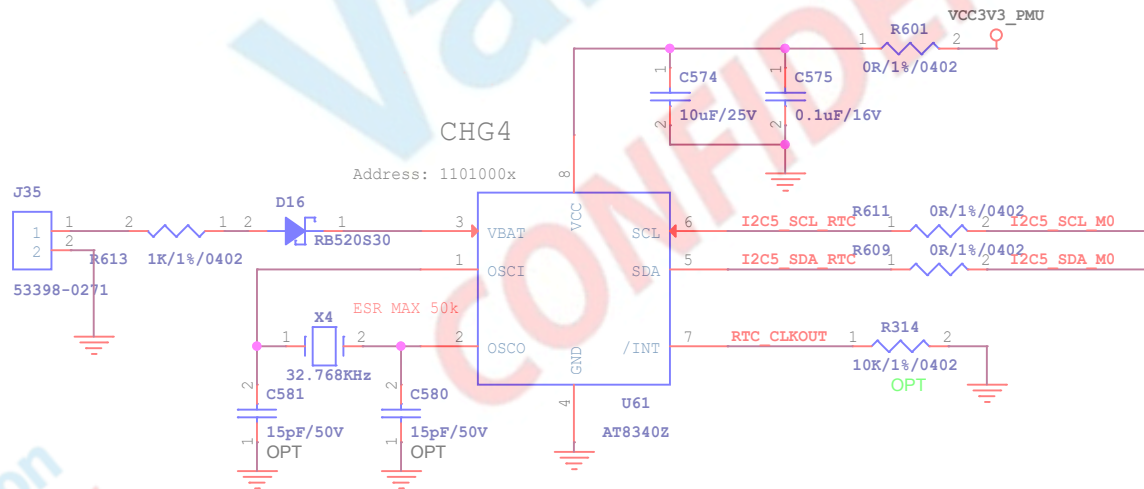 VCC3V3_PMU
R601
1
2
0R/1%/0402
1
C574
1
C575
10uF/25V
0.1uF/16V
2
2
CHG4
Address: 1101000x
8
J35
D16
1
1
2
1
2
1
3
VBAT
VCC
SCL
6
I2C5_SCL_RTC
R611
1
0R/1%/0402
2
I2C5_SCL_M0
2
2
R613
1K/1%/0402
RB520S30
1
OSCI
SDA
5
I2C5_SDA_RTC
R609
1
0R/1%/0402
2
I2C5_SDA_M0
53398-0271
ESR MAX 50k
X4
1
2
2
OSCO
GND
/INT
7
RTC_CLKOUT
1
R314
2
32.768KHz
10K/1%/0402
OPT
2
C581
2
C580
4
U61
1
15pF/50V
1
15pF/50V
AT8340Z
OPT
OPT
CONFIDE
Va
on